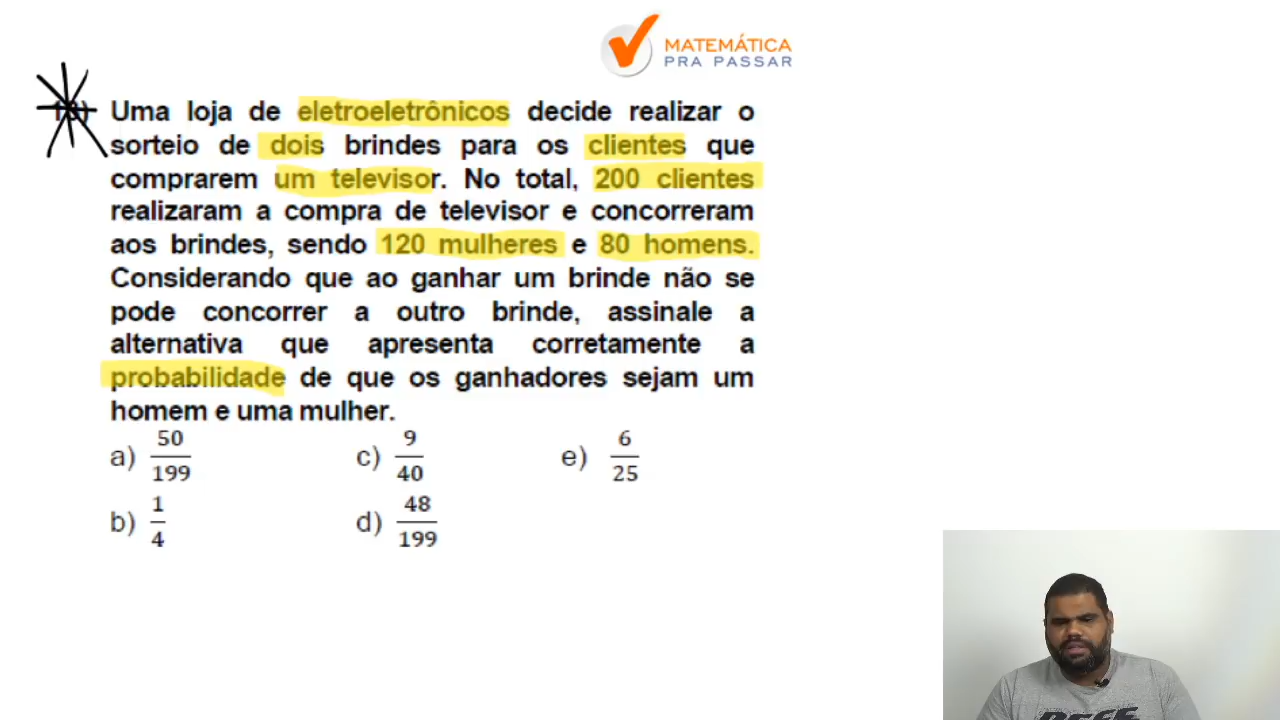 MATEMÁTICA
PRA PASSAR
Uma loja de eletroeletrônicos decide realizar o
sorteio de dois brindes para os clientes que
comprarem um televisor. No total, 200 clientes
realizaram a compra de televisor e concorreram
aos brindes, sendo 120 mulheres e 80 homens.
Considerando que ao ganhar um brinde não se
pode concorrer a outro brinde, assinale a
alternativa que apresenta corretamente a
probabilidade de que os ganhadores sejam um
homem e uma mulher.
a) 50/199 c) 9/40 e) 6/25
b) 1/4 d) 48/199